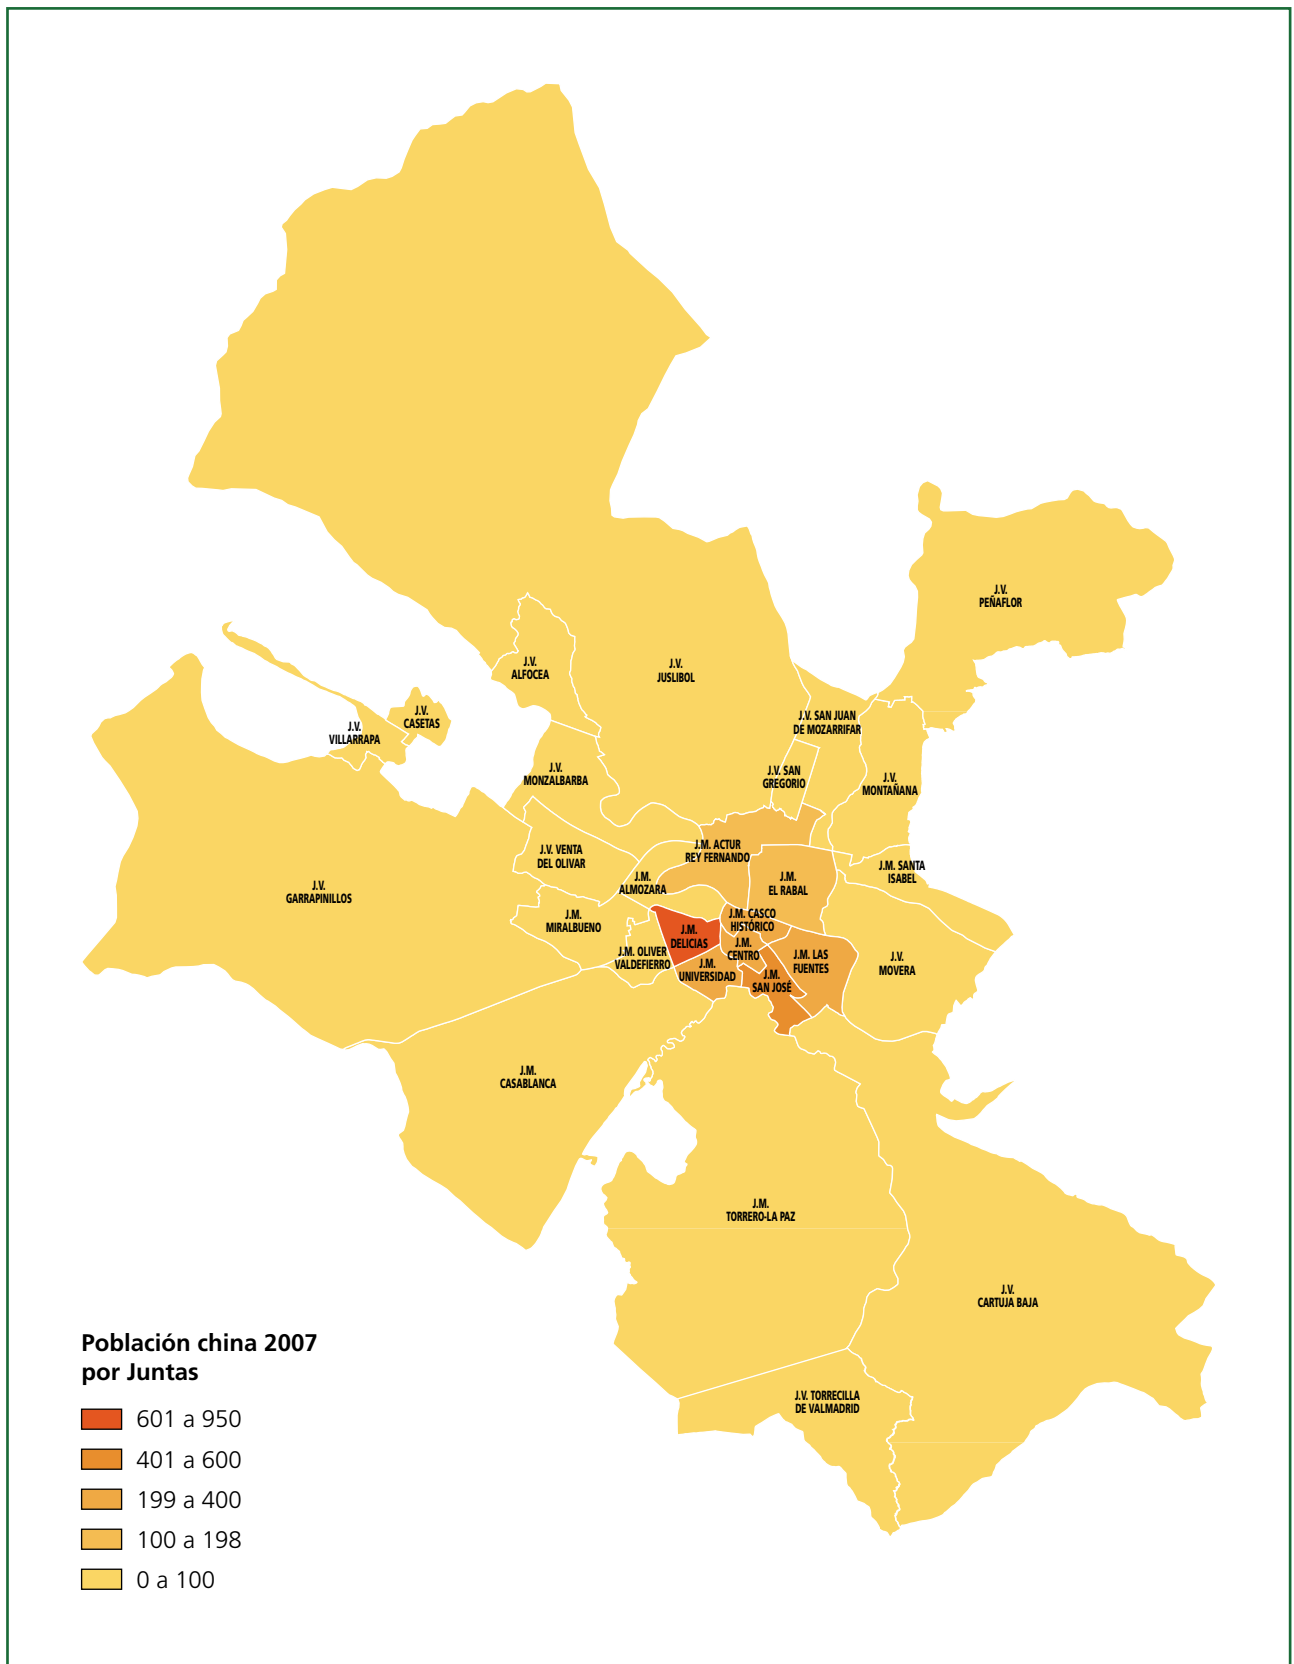 J.V.
PEÑAFLOR
J.V.
ALFOCEA
J.V.
JUSLIBOL
J.V.
CASETAS
J.V.
VILLARRAPA
J.V. SAN JUAN
DE MOZARRIFAR
J.V.
MONZALBARBA
J.V. SAN
GREGORIO
J.V.
MONTAÑANA
J.V. VENTA
DEL OLIVAR
J.M. ACTUR
REY FERNANDO
J.M. SANTA
ISABEL
J.V.
GARRAPINILLOS
J.M.
ALMOZARA
J.M.
EL RABAL
J.M.
MIRALBUENO
J.M. CASCO
HISTÓRICO
J.M.
DELICIAS
J.M.
CENTRO
J.M. OLIVER
VALDEFIERRO
J.M.
UNIVERSIDAD
J.M. LAS
FUENTES
J.M.
SAN JOSÉ
J.V.
MOVERA
J.M.
CASABLANCA
J.M.
TORRERO-LA PAZ
J.V.
CARTUJA BAJA
J.V. TORRECILLA
DE VALMADRID
Población china 2007
por Juntas
601 a 950
401 a 600
199 a 400
100 a 198
0 a 100